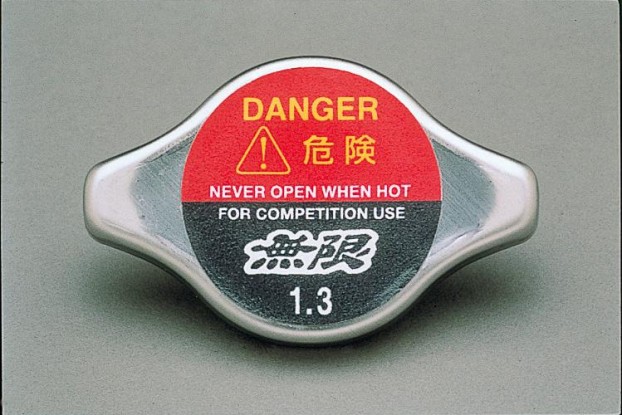 DANGER
危険
NEVER OPEN WHEN HOT
FOR COMPETITION USE
無限
1.3